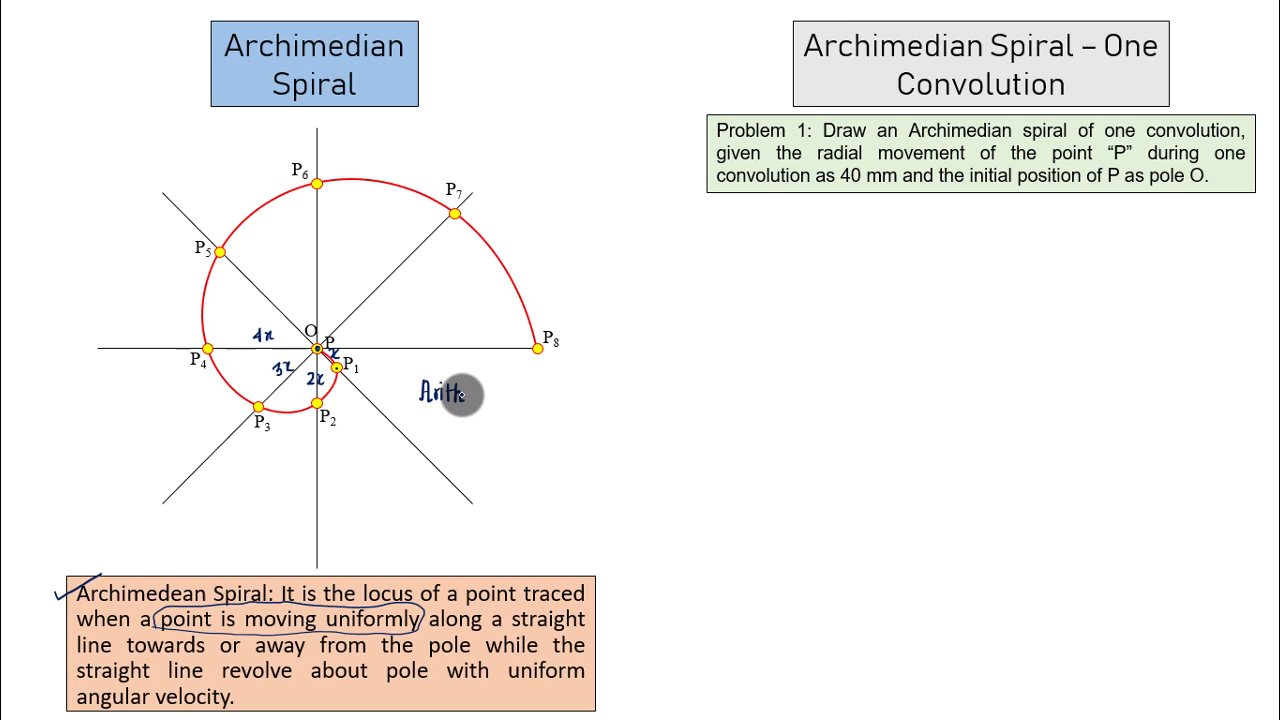 Archimedian
Spiral
Archimedian Spiral – One
Convolution
Problem 1: Draw an Archimedian spiral of one convolution,
given the radial movement of the point “P” during one
convolution as 40 mm and the initial position of P as pole O.
P6
P7
P5
O
P
P8
4x
x
P4
3x
2x
P1
Arith
P3
P2
Archimedean Spiral: It is the locus of a point traced
when a point is moving uniformly along a straight
line towards or away from the pole while the
straight line revolve about pole with uniform
angular velocity.